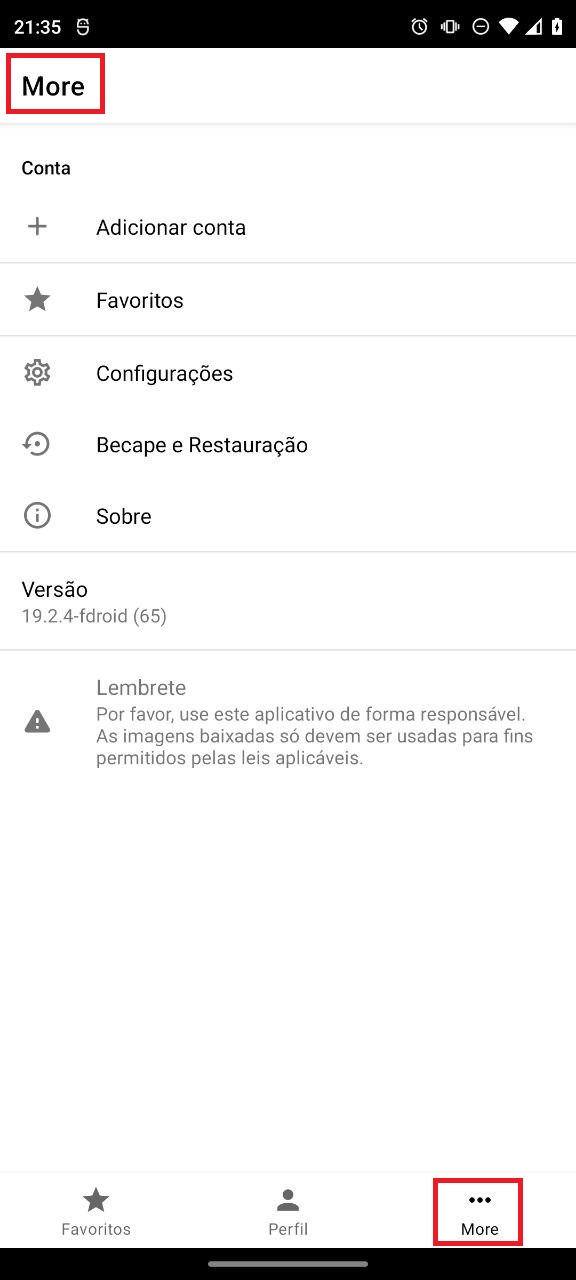 21:35
More
Conta
Adicionar conta
Favoritos
Configurações
Becape e Restauração
Sobre
Versão
19.2.4-fdroid (65)
Lembrete
Por favor, use este aplicativo de forma responsável.
As imagens baixadas só devem ser usadas para fins
permitidos pelas leis aplicáveis.
Favoritos
Perfil
More